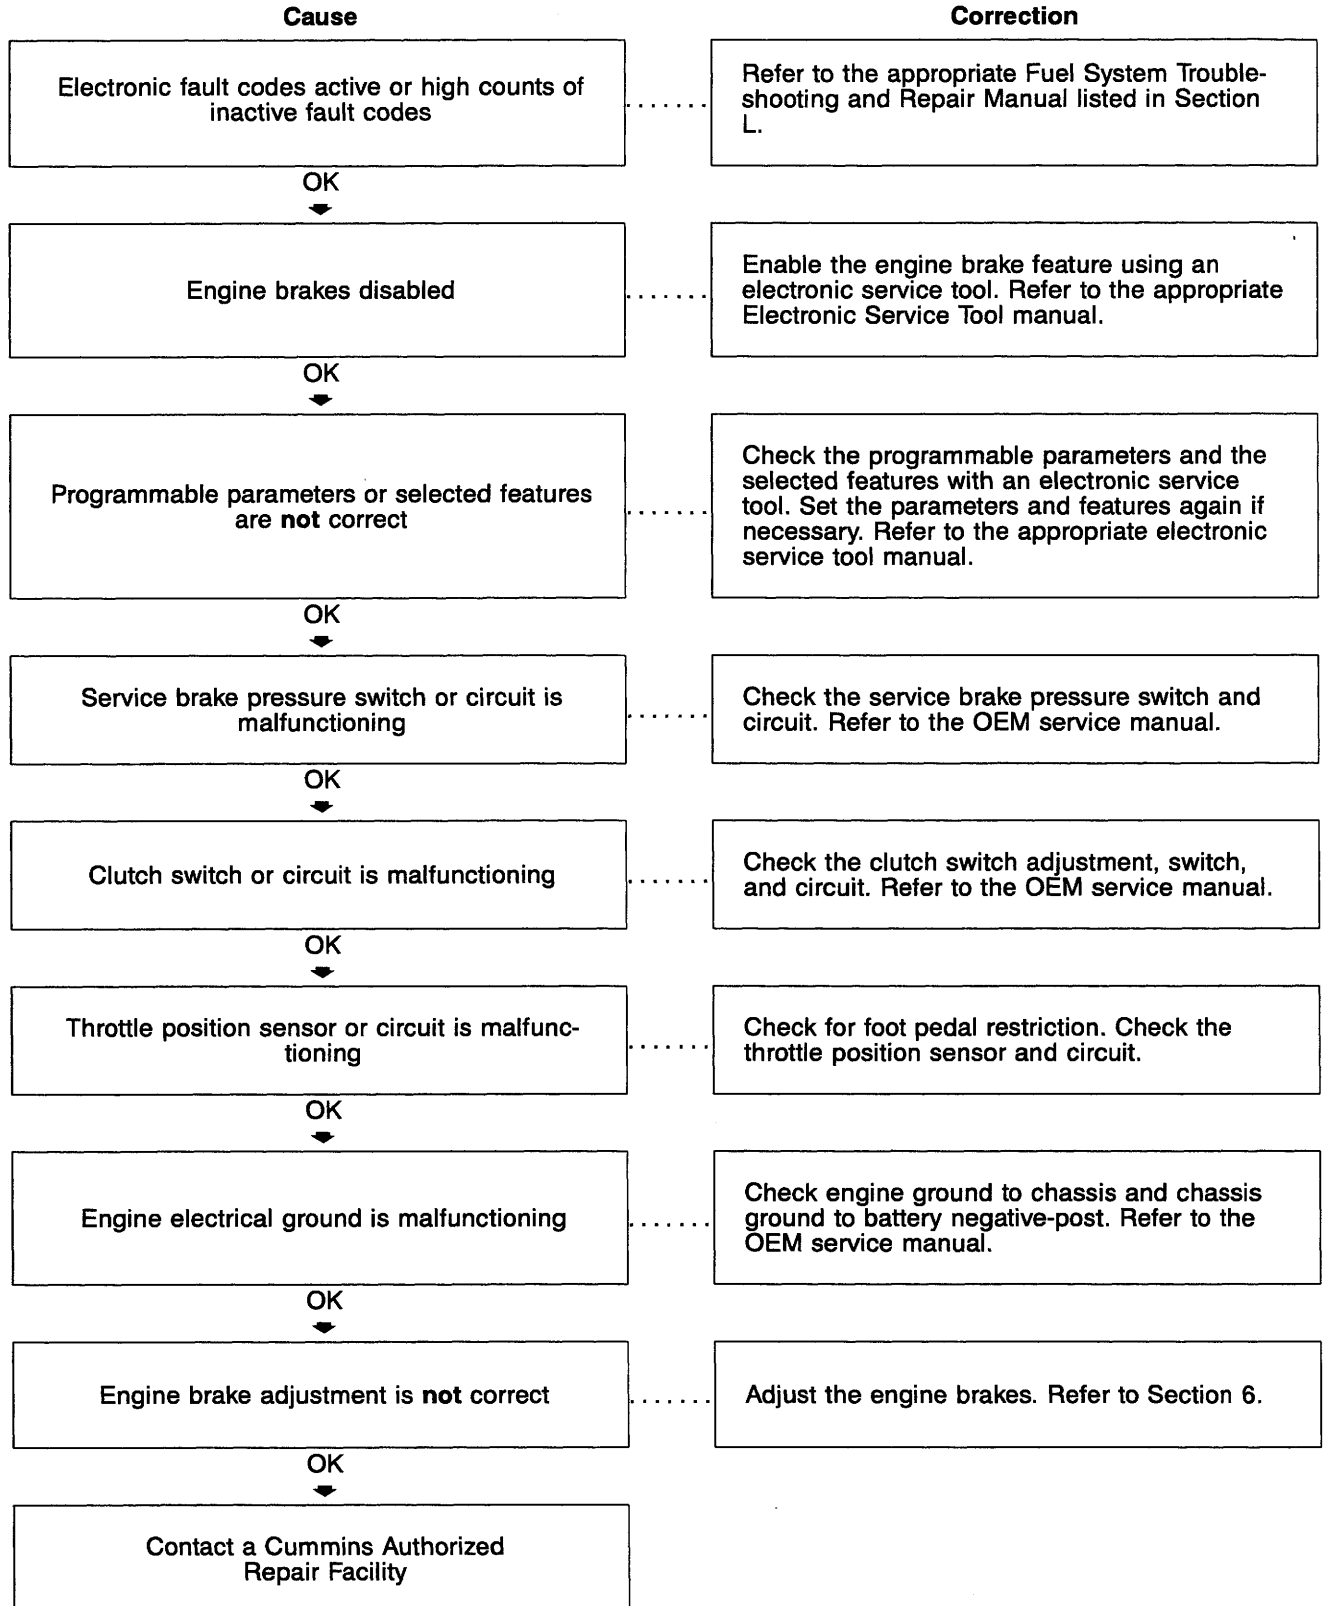 Cause
Correction
Electronic fault codes active or high counts of
inactive fault codes
.......
Refer to the appropriate Fuel System Trouble-
shooting and Repair Manual listed in Section
L.
OK
Engine brakes disabled
.......
Enable the engine brake feature using an
electronic service tool. Refer to the appropriate
Electronic Service Tool manual.
OK
Programmable parameters or selected features
are not correct
.......
Check the programmable parameters and the
selected features with an electronic service
tool. Set the parameters and features again if
necessary. Refer to the appropriate electronic
service tool manual.
OK
Service brake pressure switch or circuit is
malfunctioning
.......
Check the service brake pressure switch and
circuit. Refer to the OEM service manual.
OK
Clutch switch or circuit is malfunctioning
.......
Check the clutch switch adjustment, switch,
and circuit. Refer to the OEM service manual.
OK
Throttle position sensor or circuit is malfunc-
tioning
.......
Check for foot pedal restriction. Check the
throttle position sensor and circuit.
OK
Engine electrical ground is malfunctioning
.......
Check engine ground to chassis and chassis
ground to battery negative-post. Refer to the
OEM service manual.
OK
Engine brake adjustment is not correct
.......
Adjust the engine brakes. Refer to Section 6.
OK
Contact a Cummins Authorized
Repair Facility